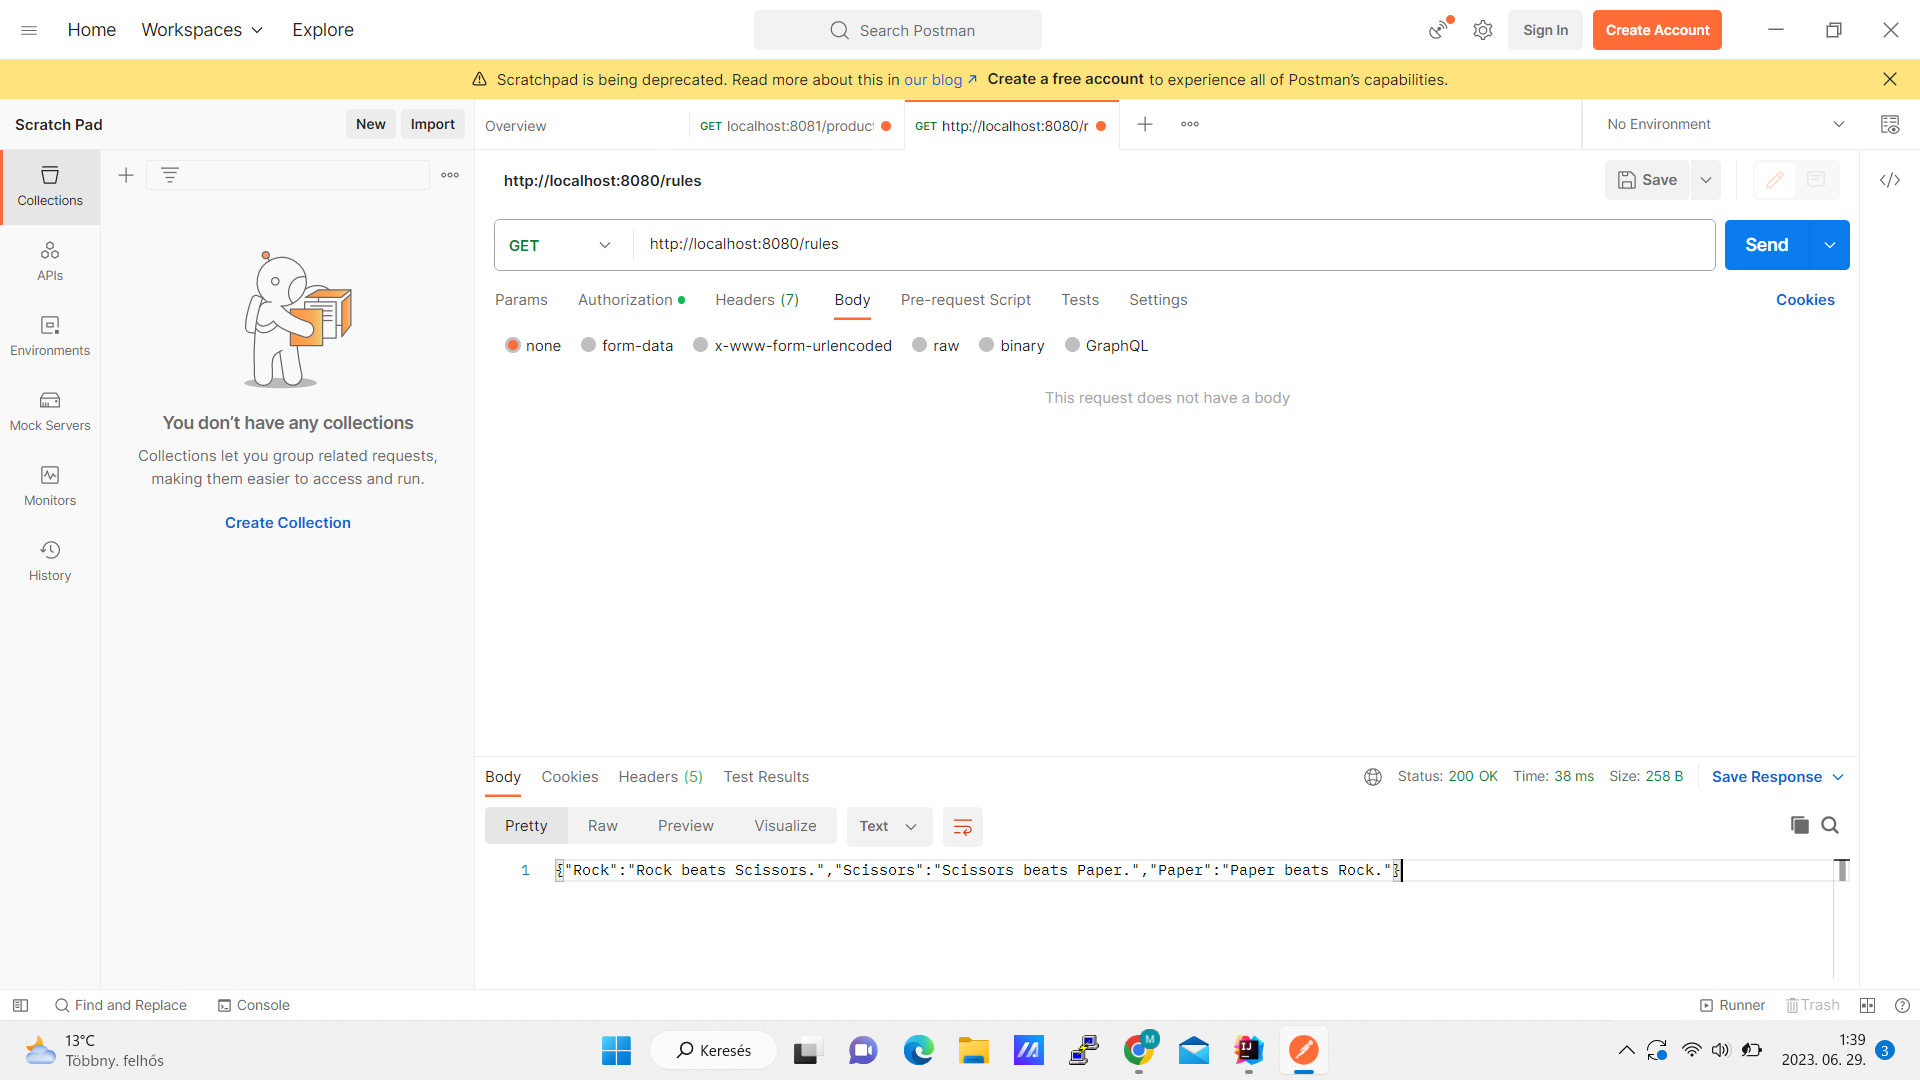 Home Workspaces Explore Search Postman Sign In Create Account
Scratchpad is being deprecated. Read more about this in our blog ↗ Create a free account to experience all of Postman's capabilities.
Scratch Pad New Import Overview GET localhost:8081/product GET http://localhost:8080/r No Environment
Collections
http://localhost:8080/rules Save
GET http://localhost:8080/rules Send
APIs
Params Authorization Headers (7) Body Pre-request Script Tests Settings Cookies
Environments
none form-data x-www-form-urlencoded raw binary GraphQL
This request does not have a body
Mock Servers
You don't have any collections
Collections let you group related requests,
making them easier to access and run.
Monitors
Create Collection
History
Body Cookies Headers (5) Test Results Status: 200 OK Time: 38 ms Size: 258 B Save Response
Pretty Raw Preview Visualize Text
1 {"Rock":"Rock beats Scissors.","Scissors":"Scissors beats Paper.","Paper":"Paper beats Rock."}
Find and Replace Console Runner Trash
13°C
Többny. felhős
Keresés
M
IJ
1:39
2023. 06. 29.
3